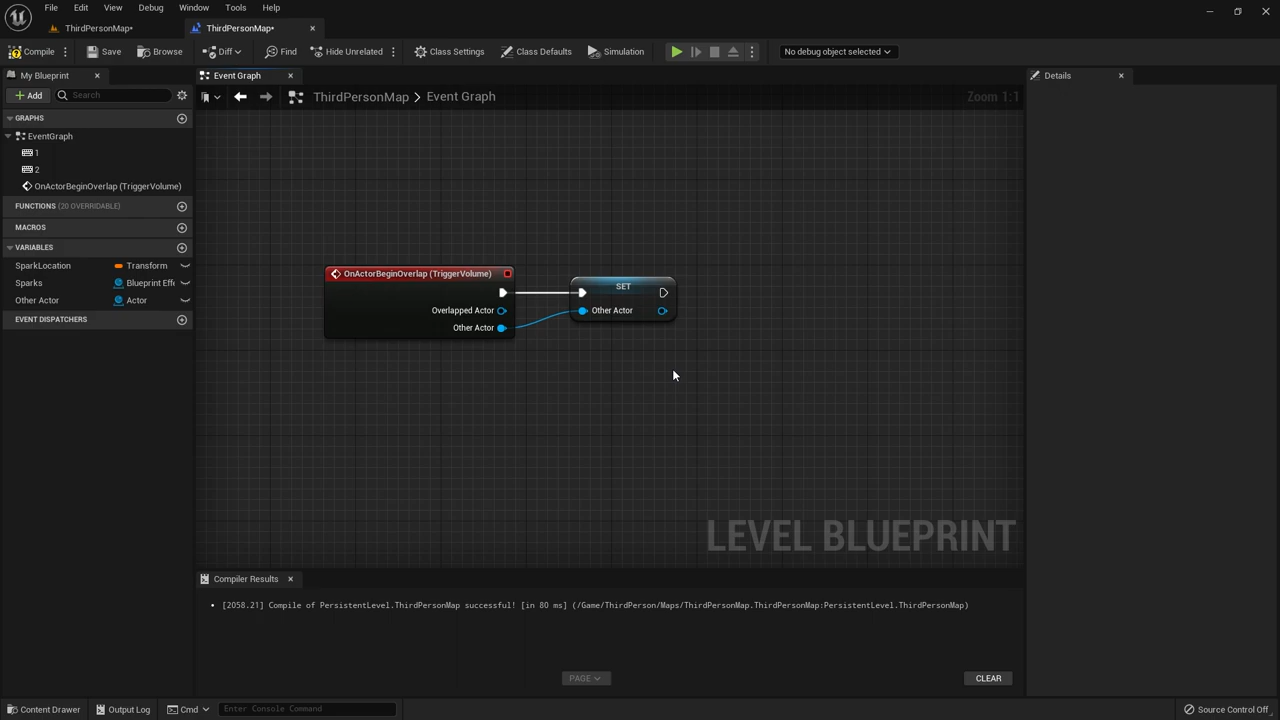 File Edit View Debug Window Tools Help
ThirdPersonMap* ThirdPersonMap*
Compile Save Browse Diff Find Hide Unrelated Class Settings Class Defaults Simulation No debug object selected
My Blueprint Event Graph Details
+ Add Search ThirdPersonMap > Event Graph Zoom 1:1
GRAPHS
EventGraph
1
2
OnActorBeginOverlap (TriggerVolume)
FUNCTIONS (20 OVERRIDABLE)
MACROS
VARIABLES
SparkLocation Transform
Sparks Blueprint Effe
Other Actor Actor
EVENT DISPATCHERS
OnActorBeginOverlap (TriggerVolume)
Overlapped Actor
Other Actor
SET
Other Actor
LEVEL BLUEPRINT
Compiler Results
[2058.21] Compile of PersistentLevel.ThirdPersonMap successful! [in 80 ms] (/Game/ThirdPerson/Maps/ThirdPersonMap.ThirdPersonMap:PersistentLevel.ThirdPersonMap)
PAGE CLEAR
Content Drawer Output Log Cmd Enter Console Command Source Control Off